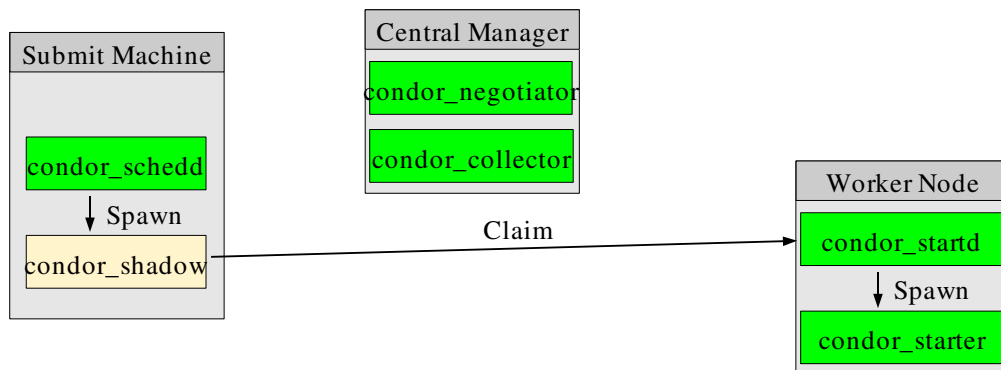 Submit Machine
condor_schedd
Spawn
condor_shadow
Central Manager
condor_negotiator
condor_collector
Claim
Worker Node
condor_startd
Spawn
condor_starter